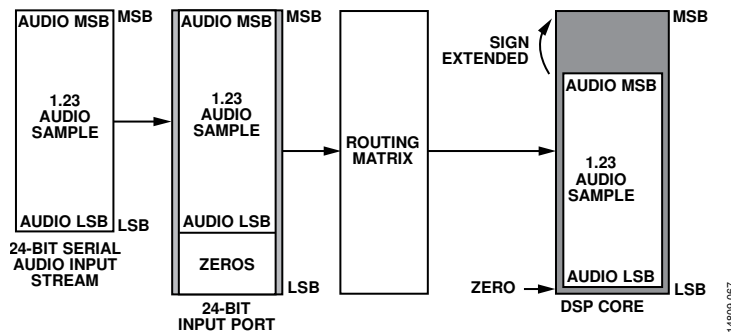 AUDIO MSB
MSB
1.23
AUDIO
SAMPLE
AUDIO LSB
LSB
24-BIT SERIAL
AUDIO INPUT
STREAM
AUDIO MSB
MSB
1.23
AUDIO
SAMPLE
AUDIO LSB
ZEROS
LSB
24-BIT
INPUT PORT
ROUTING
MATRIX
SIGN
EXTENDED
MSB
AUDIO MSB
1.23
AUDIO
SAMPLE
AUDIO LSB
ZERO
LSB
DSP CORE
14809-067